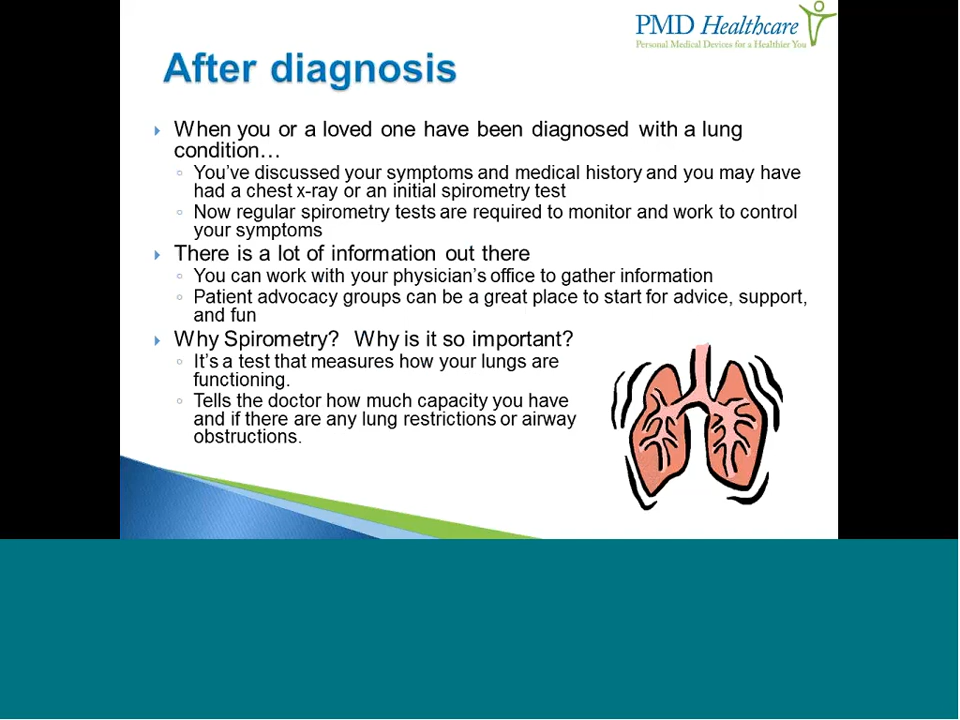 PMD Healthcare
Personal Medical Devices for a Healthier You
After diagnosis
When you or a loved one have been diagnosed with a lung
condition…
You’ve discussed your symptoms and medical history and you may have
had a chest x-ray or an initial spirometry test
Now regular spirometry tests are required to monitor and work to control
your symptoms
There is a lot of information out there
You can work with your physician’s office to gather information
Patient advocacy groups can be a great place to start for advice, support,
and fun
Why Spirometry?  Why is it so important?
It’s a test that measures how your lungs are
functioning.
Tells the doctor how much capacity you have
and if there are any lung restrictions or airway
obstructions.